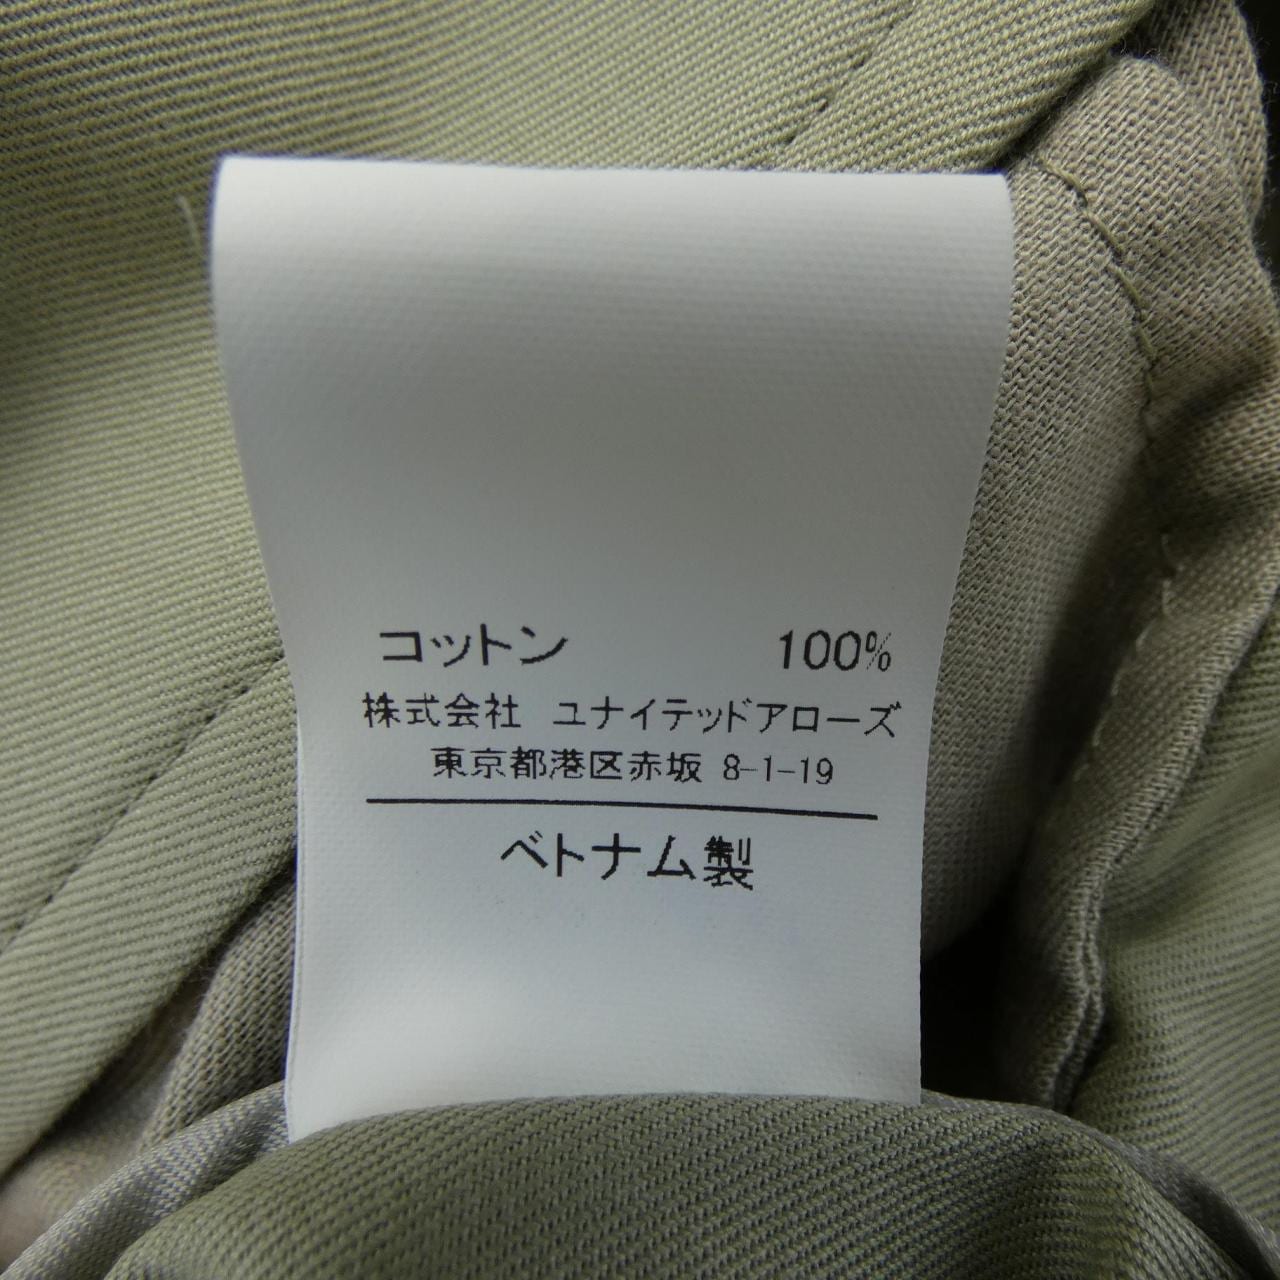 コットン 100%
株式会社 ユナイテッドアローズ
東京都港区赤坂 8-1-19
ベトナム製